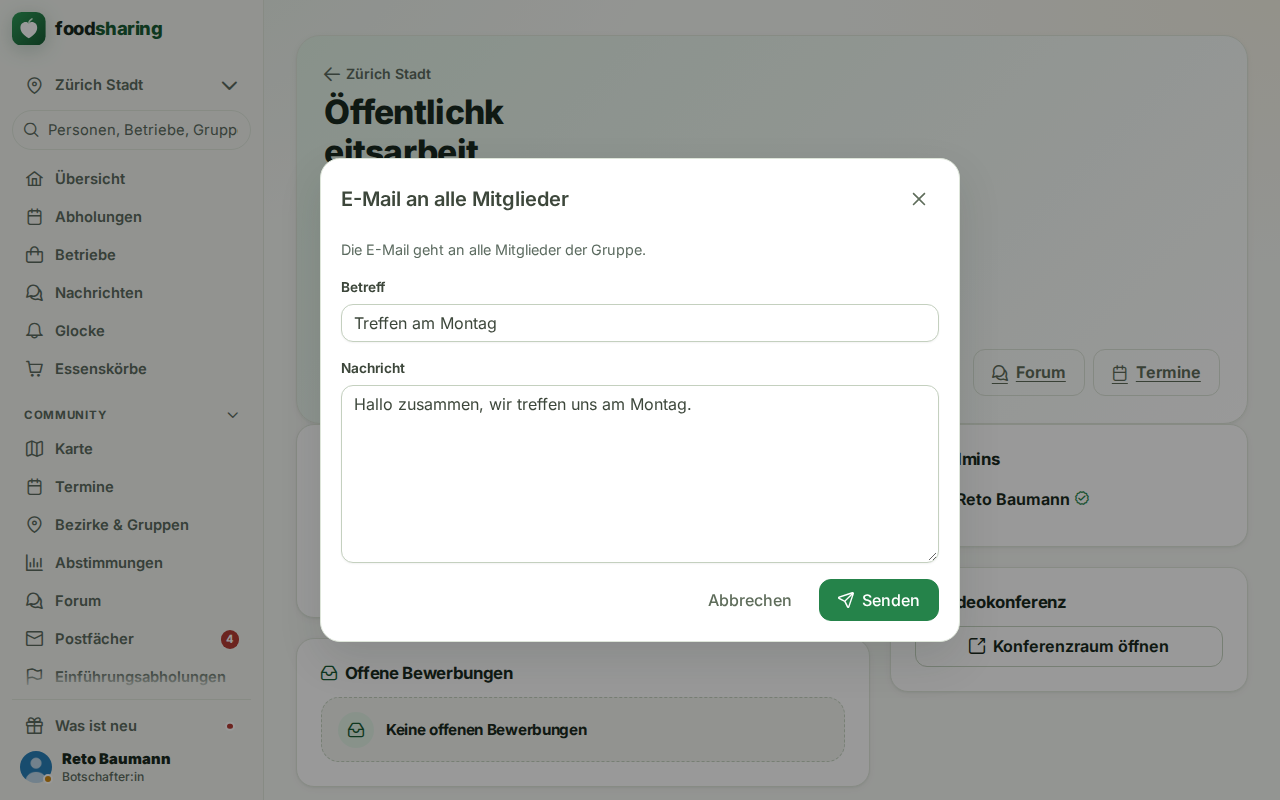 foodsharing
Zürich Stadt
Personen, Betriebe, Grupp
Übersicht
Abholungen
Betriebe
Nachrichten
Glocke
Essenskörbe
COMMUNITY
Karte
Termine
Bezirke & Gruppen
Abstimmungen
Forum
Postfächer 4
Einführungsabholungen
Was ist neu
Reto Baumann
Botschafter:in
Zürich Stadt
Öffentlichk
eitsarbeit
Forum
Termine
E-Mail an alle Mitglieder
Die E-Mail geht an alle Mitglieder der Gruppe.
Betreff
Treffen am Montag
Nachricht
Hallo zusammen, wir treffen uns am Montag.
Abbrechen
Senden
dmins
Reto Baumann
deokonferenz
Konferenzraum öffnen
Offene Bewerbungen
Keine offenen Bewerbungen